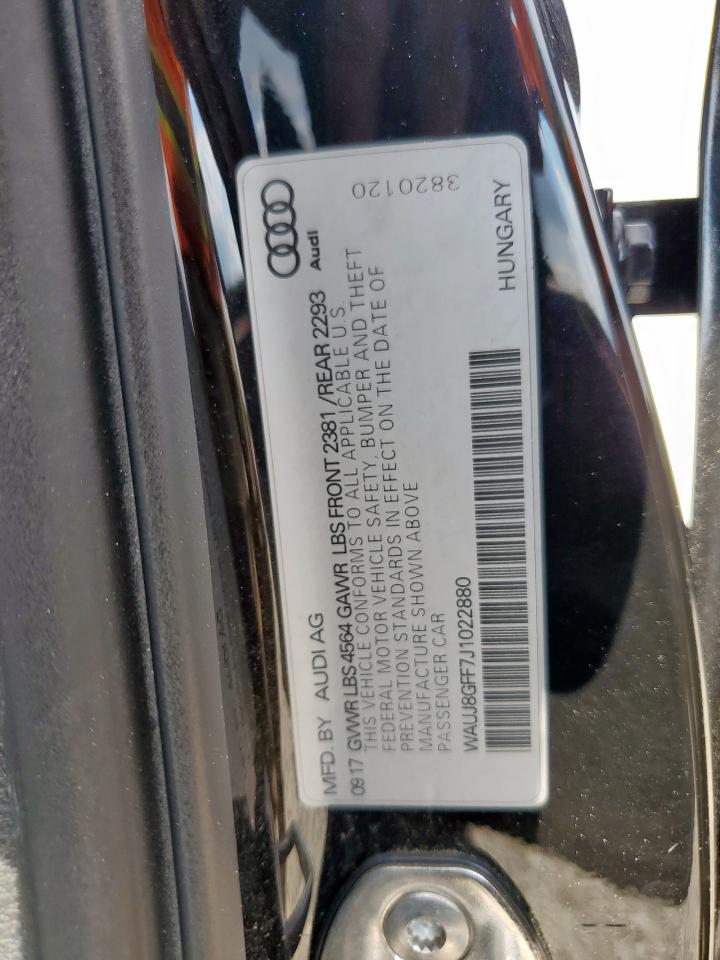 MFD. BY AUDI AG
Audi
0917 GVWR LBS 4564 GAWR LBS FRONT 2381 / REAR 2293
THIS VEHICLE CONFORMS TO ALL APPLICABLE U.S.
FEDERAL MOTOR VEHICLE SAFETY, BUMPER AND THEFT
PREVENTION STANDARDS IN EFFECT ON THE DATE OF
MANUFACTURE SHOWN ABOVE
PASSENGER CAR
WAUJ8GFF7J1022880
HUNGARY
3820120